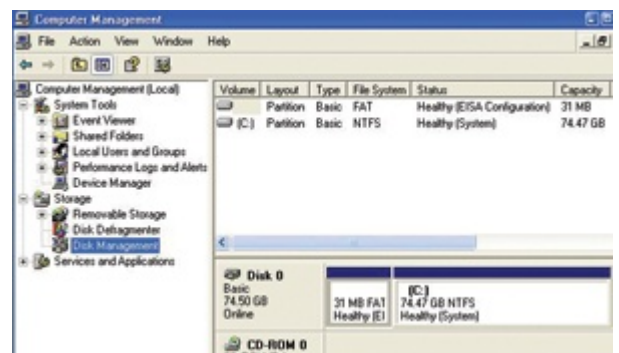 Computer Management
File Action View Window Help
Computer Management (Local)
System Tools
Event Viewer
Shared Folders
Local Users and Groups
Performance Logs and Alerts
Device Manager
Storage
Removable Storage
Disk Defragmenter
Disk Management
Services and Applications
Volume Layout Type File System Status Capacity
Partition Basic FAT Healthy (EISA Configuration) 31 MB
(C:) Partition Basic NTFS Healthy (System) 74.47 GB
Disk 0
Basic
74.50 GB
Online
31 MB FAT
Healthy (EI
(C:)
74.47 GB NTFS
Healthy (System)
CD-ROM 0